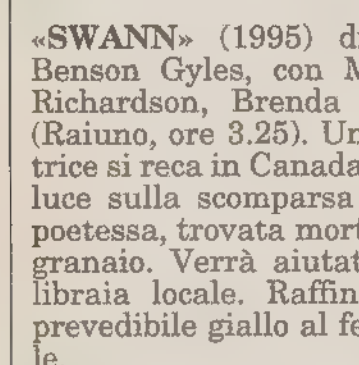 «SWANN» (1995) di
Benson Gyles, con M
Richardson, Brenda
(Raiuno, ore 3.25). Un
trice si reca in Canada
luce sulla scomparsa
poetessa, trovata mort
granaio. Verrà aiutat
libraia locale. Raffin
prevedibile giallo al fe
le